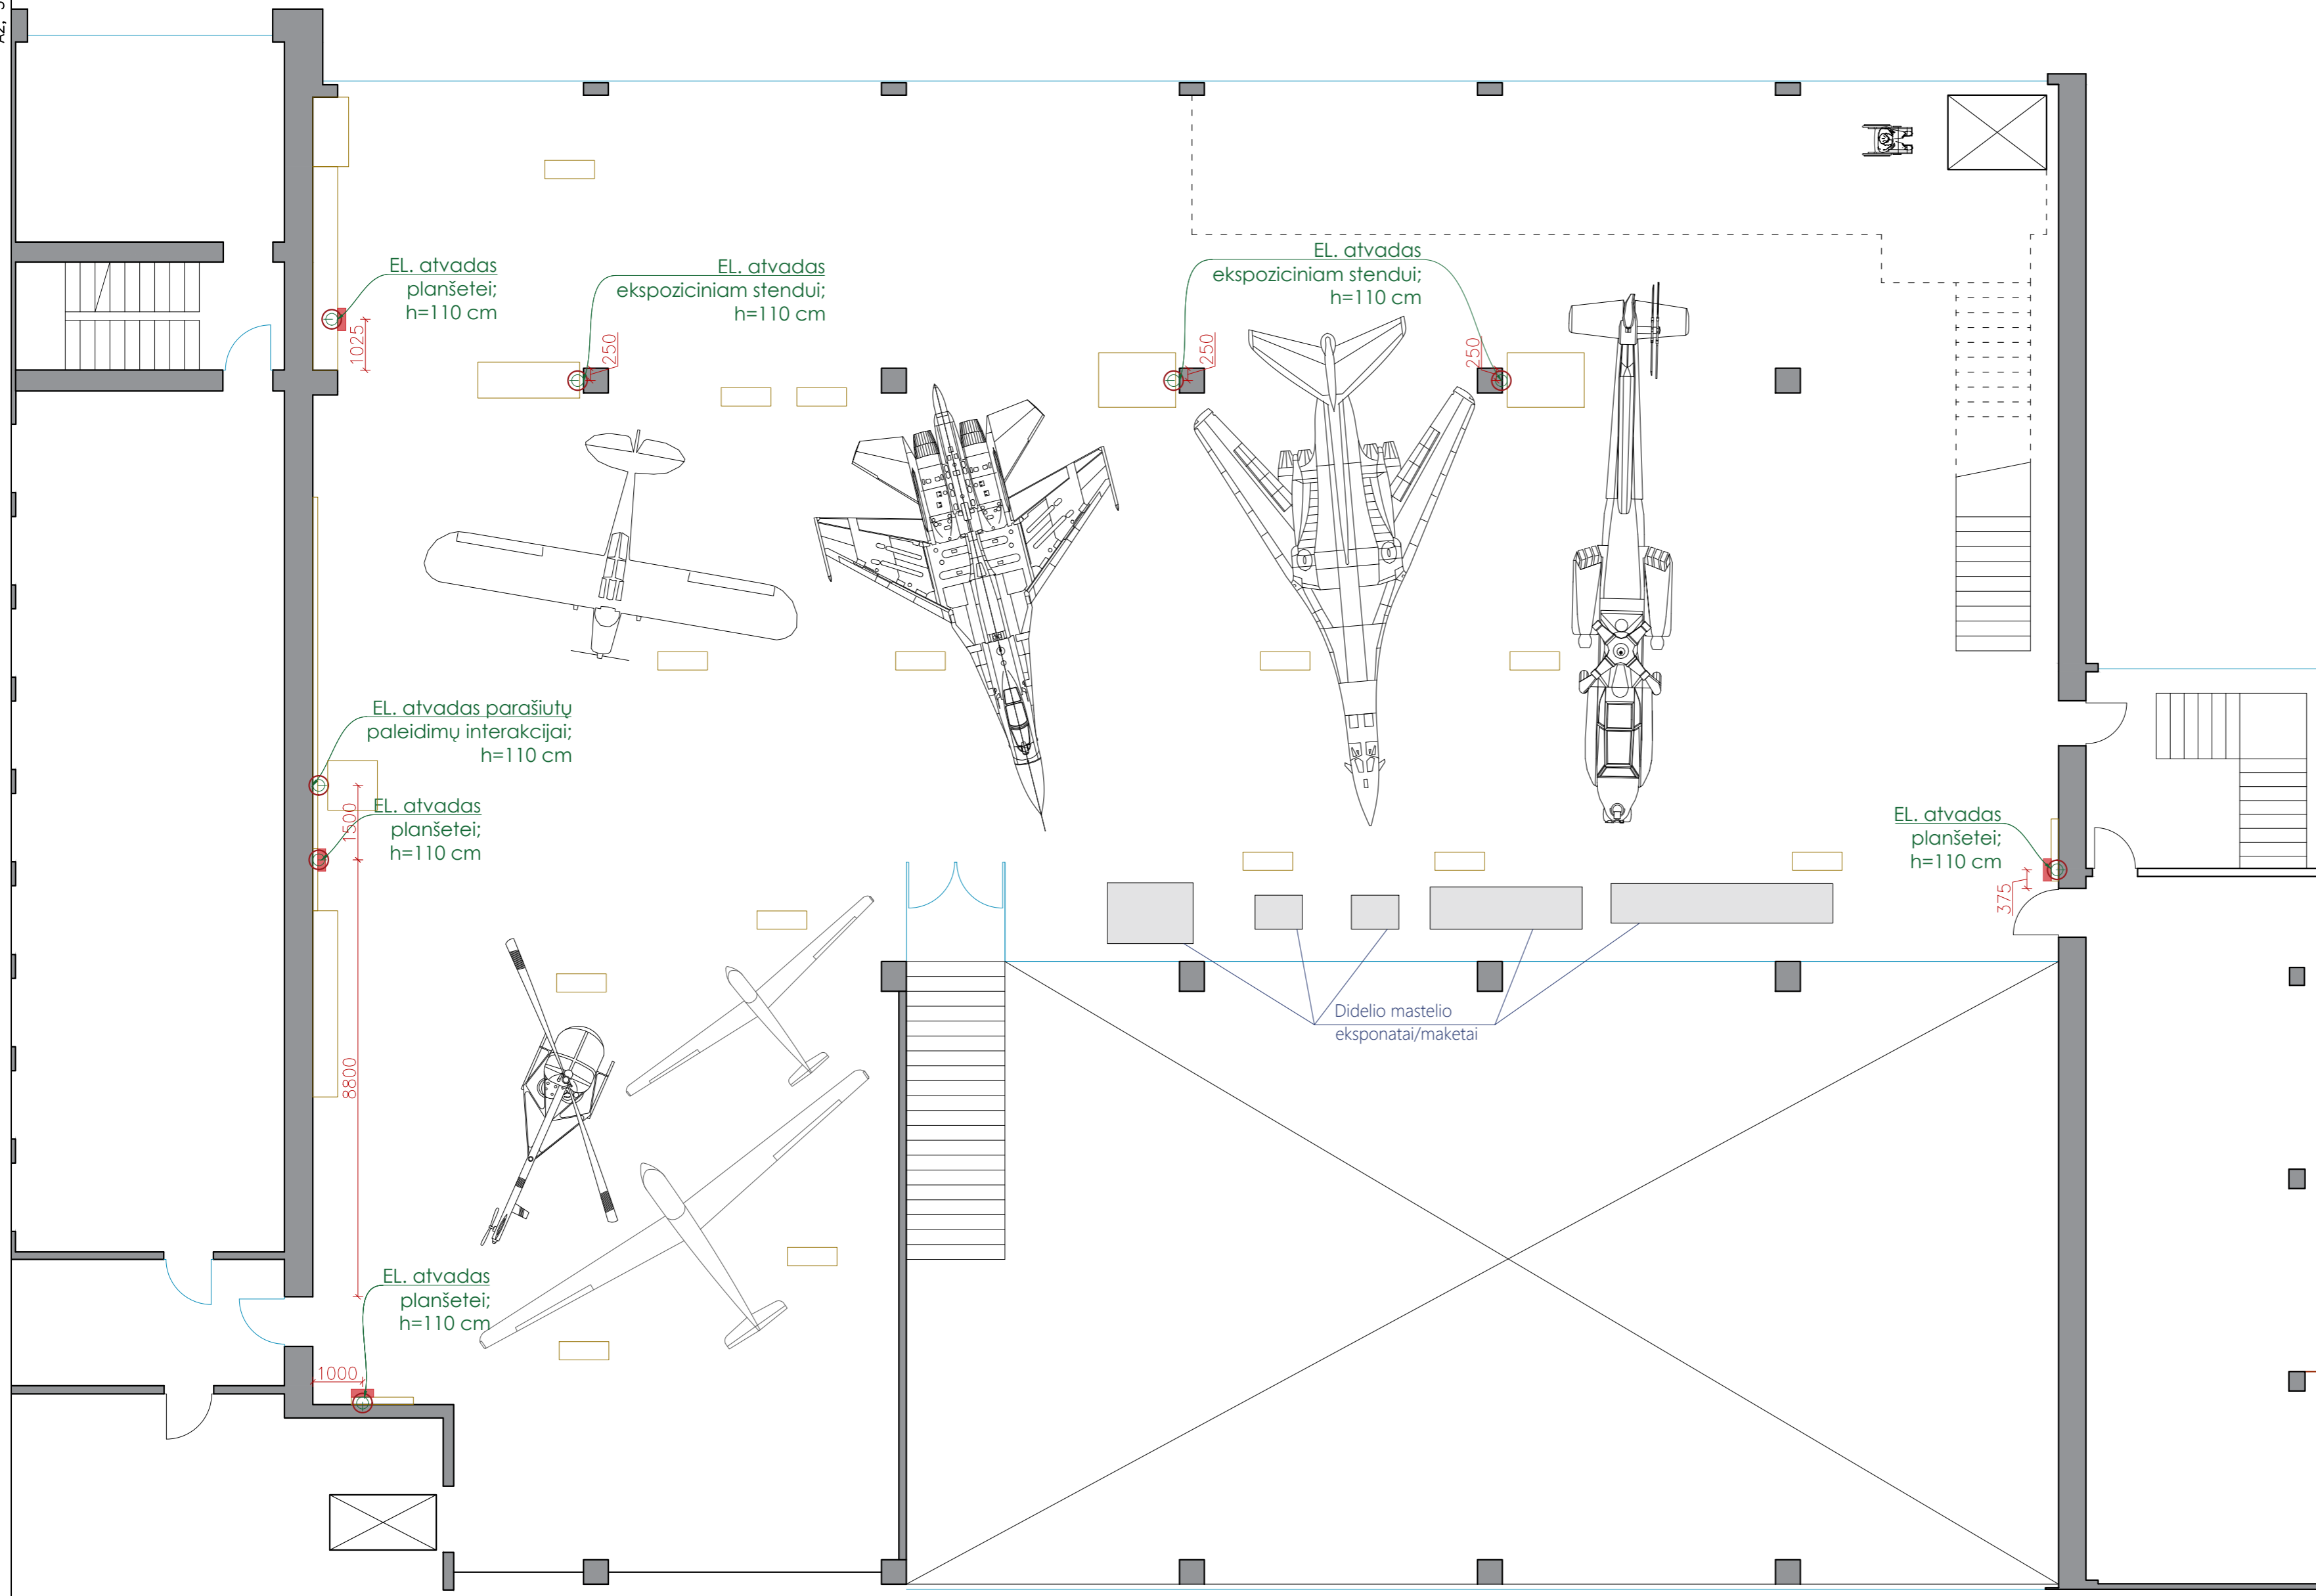 EL. atvadas
planšetei;
h=110 cm
1025
EL. atvadas
ekspoziciniam stendui;
h=110 cm
250
EL. atvadas
ekspoziciniam stendui;
h=110 cm
250
250
EL. atvadas parašiutų
paleidimų interakcijai;
h=110 cm
1500
EL. atvadas
planšetei;
h=110 cm
EL. atvadas
planšetei;
h=110 cm
375
Didelio mastelio
eksponatai/maketai
8800
EL. atvadas
planšetei;
h=110 cm
1000